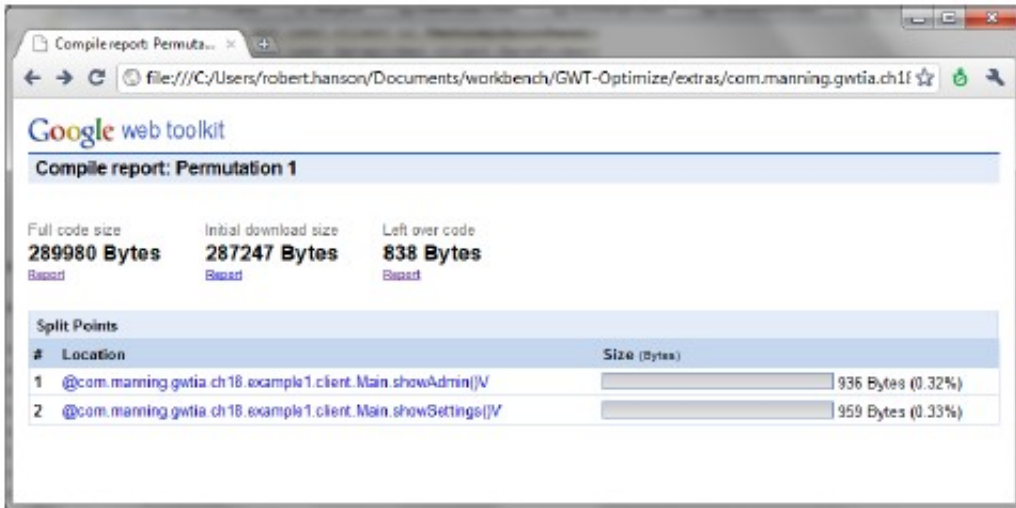 Compile report: Permuta...
file:///C:/Users/robert.hanson/Documents/workbench/GWT-Optimize/extras/com.manning.gwtia.ch18
Google web toolkit
Compile report: Permutation 1
Full code size
Initial download size
Left over code
289980 Bytes
287247 Bytes
838 Bytes
Report
Report
Report
Split Points
# Location Size (Bytes)
1 @com.manning.gwtia.ch18.example1.client.Main.showAdmin()V 936 Bytes (0.32%)
2 @com.manning.gwtia.ch18.example1.client.Main.showSettings()V 959 Bytes (0.33%)